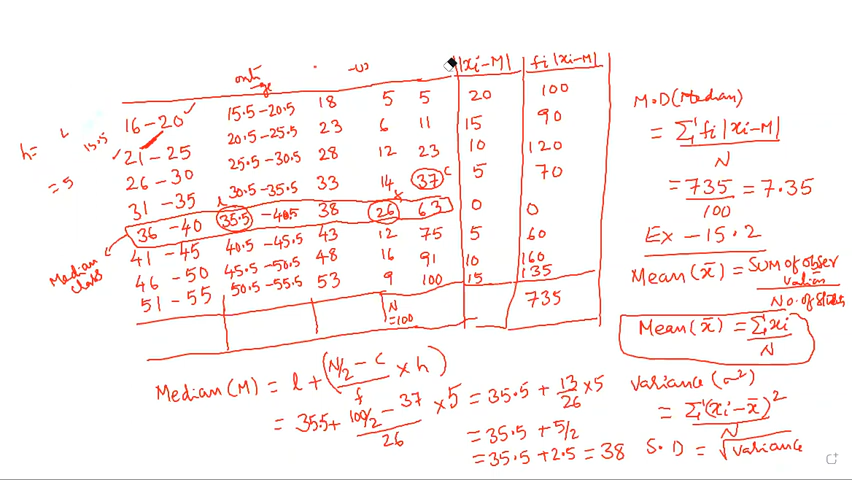 |xi-M| fi|xi-M|
16-20 15.5-20.5 18 5 5 20 100
21-25 20.5-25.5 23 6 11 15 90
26-30 25.5-30.5 28 12 23 10 120
31-35 l 30.5-35.5 33 14 37 C 5 70
36-40 35.5-40.5 38 26 63 0 0
41-45 40.5-45.5 43 12 75 5 60
46-50 45.5-50.5 48 16 91 10 160
51-55 50.5-55.5 53 9 100 15 135
N =100 735
h=
15.5
= 5
Median class
Median (M) = l + (N/2 - C / f × h)
= 35.5 + 100/2 - 37 / 26 × 5 = 35.5 + 13/26 × 5
= 35.5 + 5/2
= 35.5 + 2.5 = 38
M.D (Median)
= Σ fi |xi-M| / N
= 735/100 = 7.35
Ex - 15.2
Mean (x̄) = SUM of obser vation / No. of
Mean (x̄) = Σ xi / N
Variance (σ²)
= Σ (xi - x̄)² / N
S.D = √variance